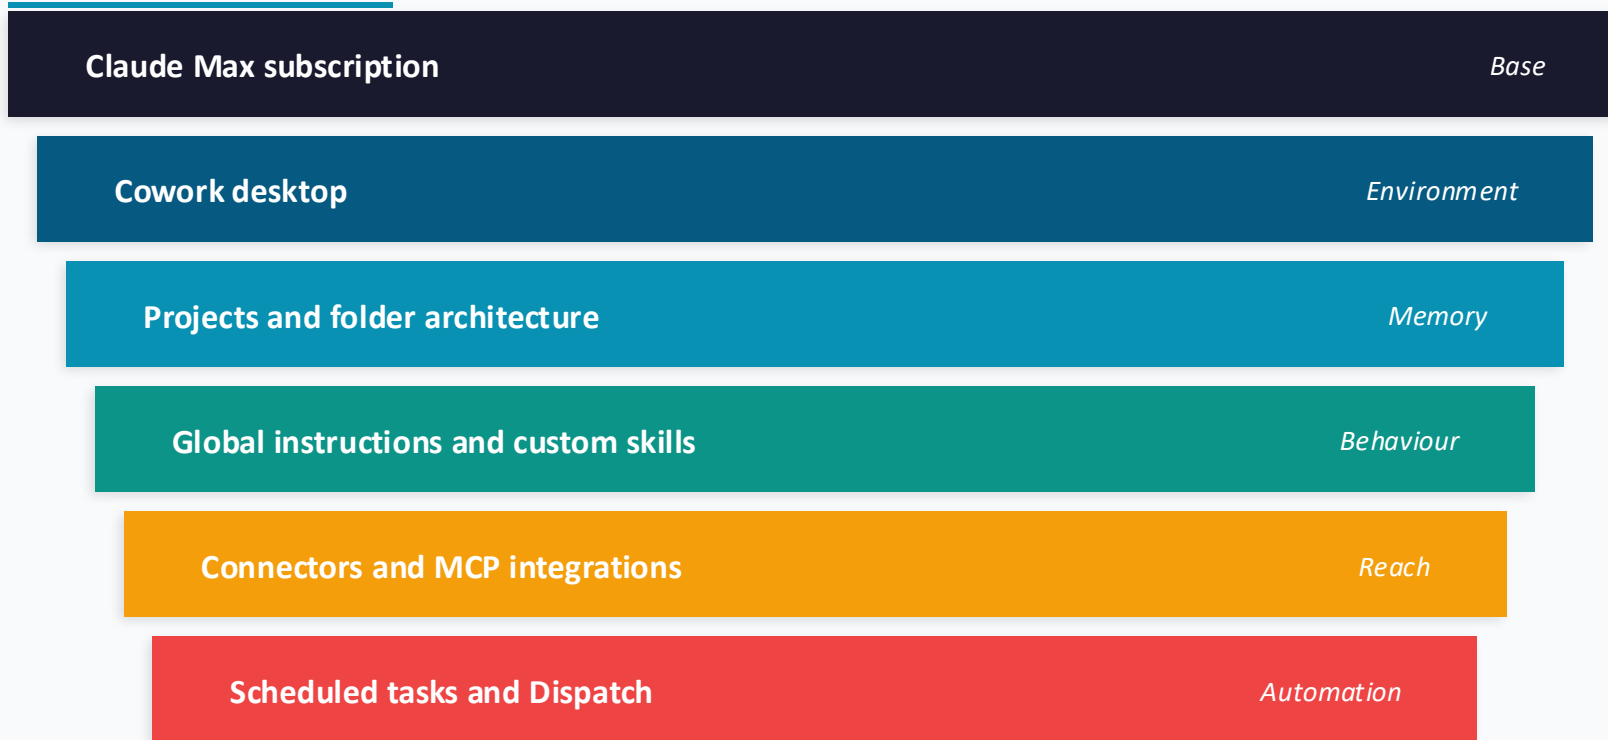 Claude Max subscription Base
Cowork desktop Environment
Projects and folder architecture Memory
Global instructions and custom skills Behaviour
Connectors and MCP integrations Reach
Scheduled tasks and Dispatch Automation